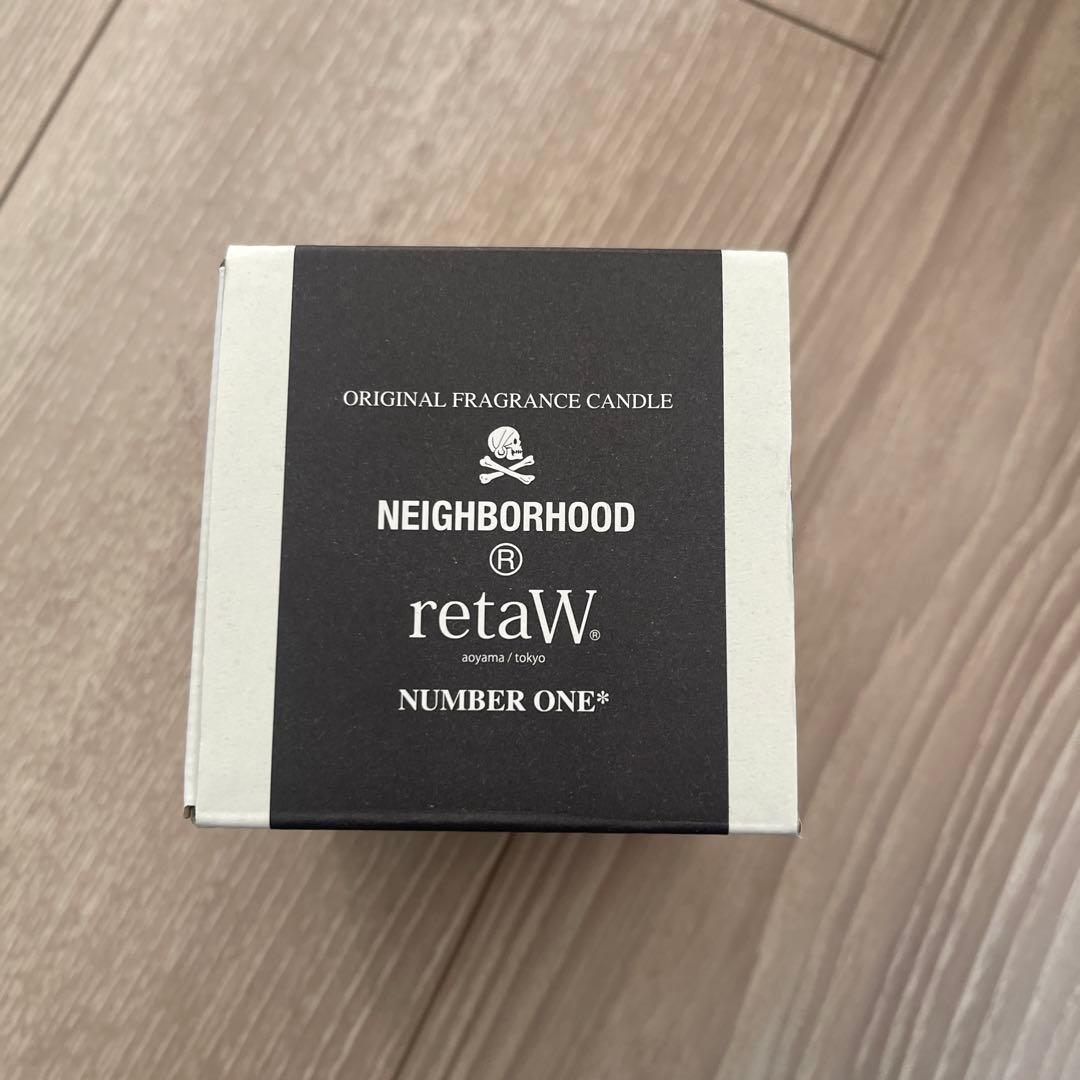 ORIGINAL FRAGRANCE CANDLE
NEIGHBORHOOD
®
retaW®
aoyama / tokyo
NUMBER ONE*